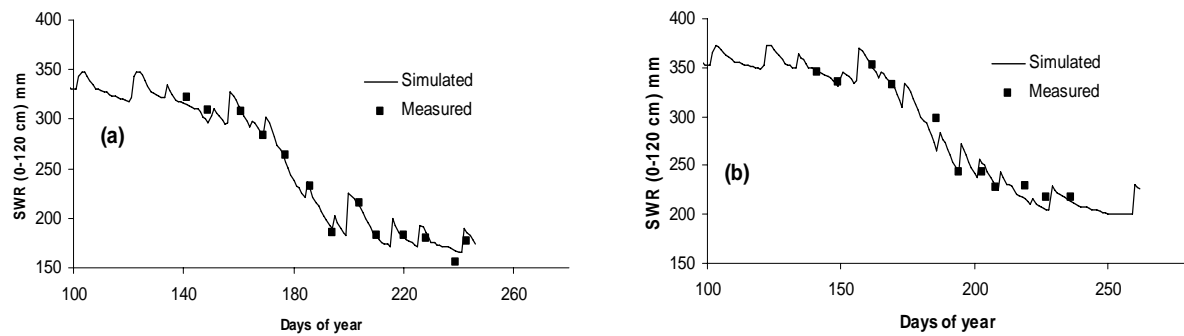 400
350
300
250
200
150
SWR (0-120 cm) mm
Simulated
Measured
(a)
100 140 180 220 260
Days of year
400
350
300
250
200
150
SWR (0-120 cm) mm
Simulated
Measured
(b)
100 150 200 250
Days of year